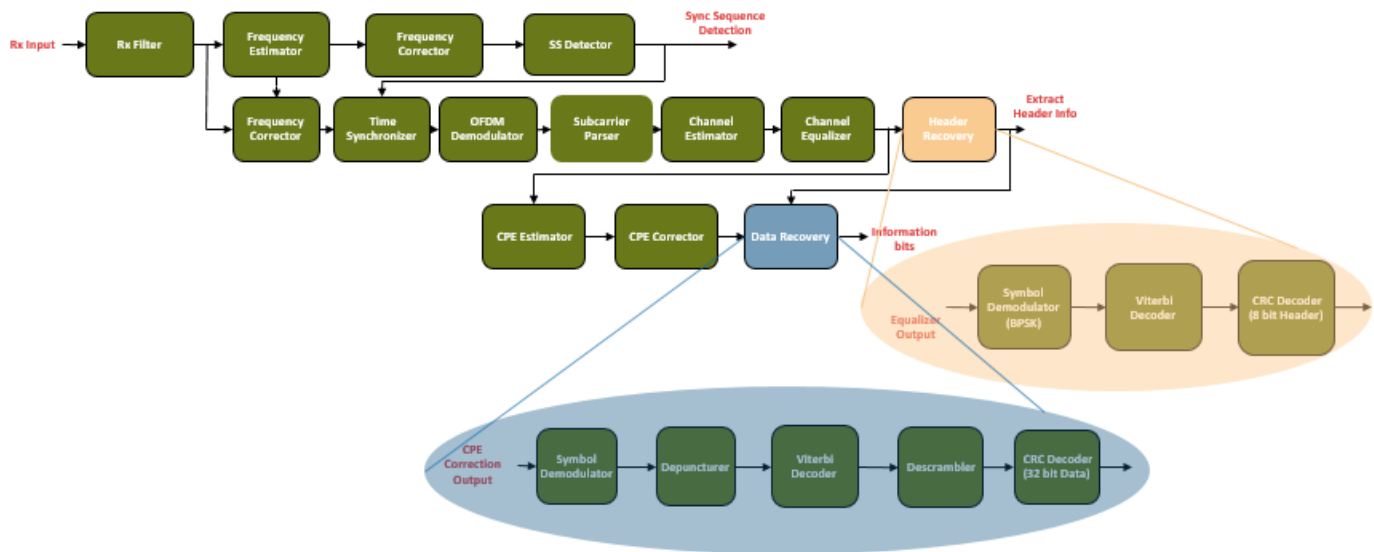 Sync Sequence
Detection
Rx Input
Rx Filter
Frequency
Estimator
Frequency
Corrector
SS Detector
Frequency
Corrector
Time
Synchronizer
OFDM
Demodulator
Subcarrier
Parser
Channel
Estimator
Channel
Equalizer
Header
Recovery
Extract
Header Info
CPE Estimator
CPE Corrector
Data Recovery
Information
bits
Equalizer
Output
Symbol
Demodulator
(BPSK)
Viterbi
Decoder
CRC Decoder
(8 bit Header)
CPE
Correction
Output
Symbol
Demodulator
Depuncturer
Viterbi
Decoder
Descrambler
CRC Decoder
(32 bit Data)